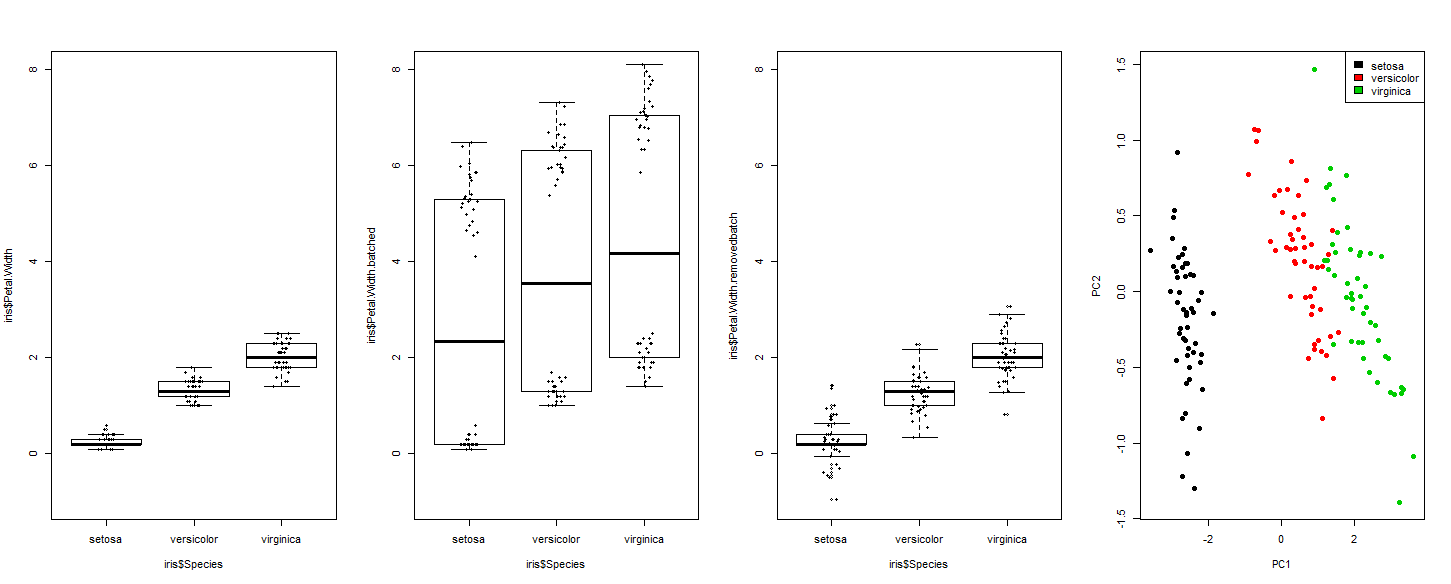 iris$Petal.Width
0
2
4
6
8
setosa
versicolor
virginica
iris$Species
iris$Petal.Width.batched
0
2
4
6
8
setosa
versicolor
virginica
iris$Species
iris$Petal.Width.removedbatch
0
2
4
6
8
setosa
versicolor
virginica
iris$Species
PC2
-1.5
-1.0
-0.5
0.0
0.5
1.0
1.5
setosa
versicolor
virginica
-2
0
2
PC1